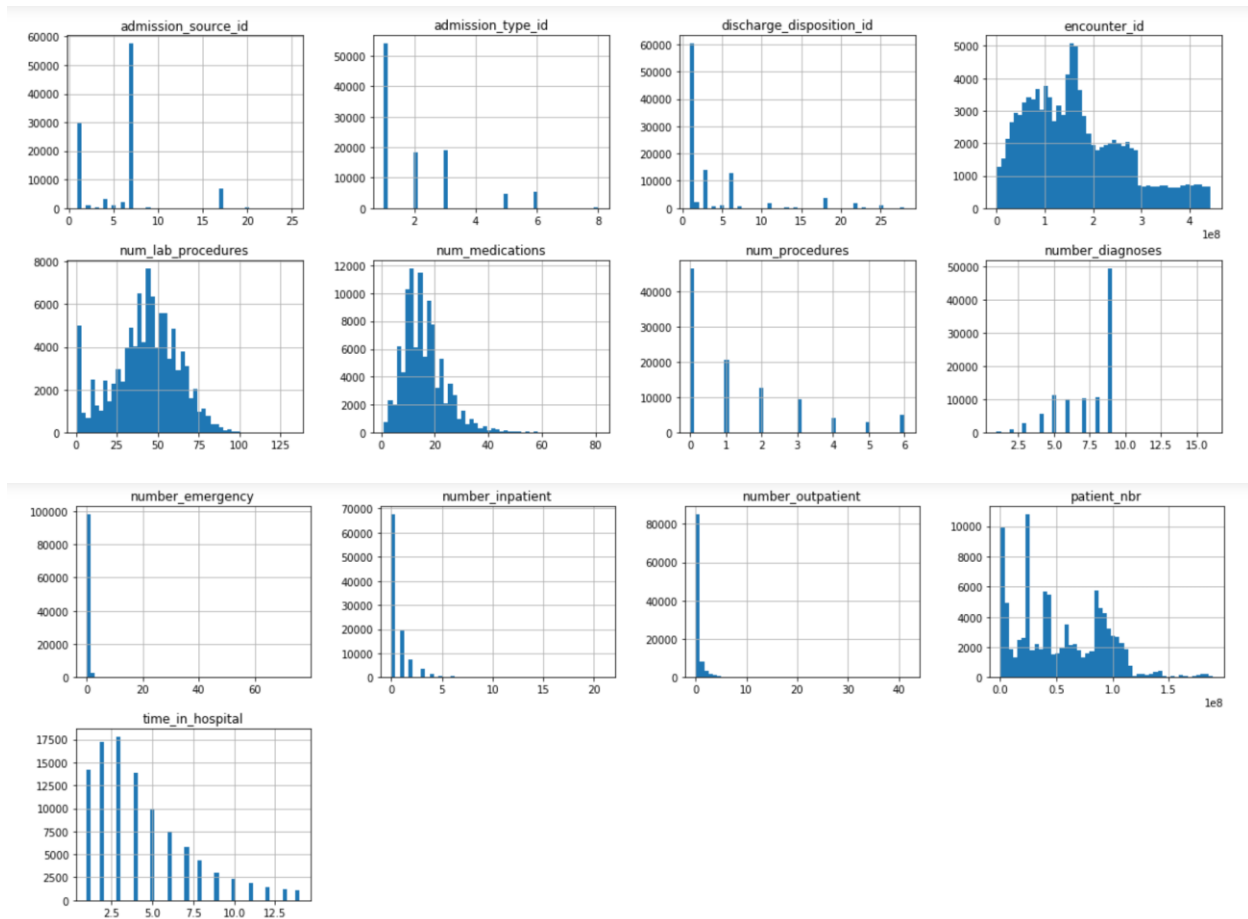 admission_source_id
60000
50000
40000
30000
20000
10000
0
0 5 10 15 20 25
admission_type_id
50000
40000
30000
20000
10000
0
2 4 6 8
discharge_disposition_id
60000
50000
40000
30000
20000
10000
0
0 5 10 15 20 25
encounter_id
5000
4000
3000
2000
1000
0
0 1 2 3 4
1e8
num_lab_procedures
8000
6000
4000
2000
0
0 25 50 75 100 125
num_medications
12000
10000
8000
6000
4000
2000
0
0 20 40 60 80
num_procedures
40000
30000
20000
10000
0
0 1 2 3 4 5 6
number_diagnoses
50000
40000
30000
20000
10000
0
2.5 5.0 7.5 10.0 12.5 15.0
number_emergency
100000
80000
60000
40000
20000
0
0 20 40 60
number_inpatient
70000
60000
50000
40000
30000
20000
10000
0
0 5 10 15 20
number_outpatient
80000
60000
40000
20000
0
0 10 20 30 40
patient_nbr
10000
8000
6000
4000
2000
0
0.0 0.5 1.0 1.5
1e8
time_in_hospital
17500
15000
12500
10000
7500
5000
2500
0
2.5 5.0 7.5 10.0 12.5